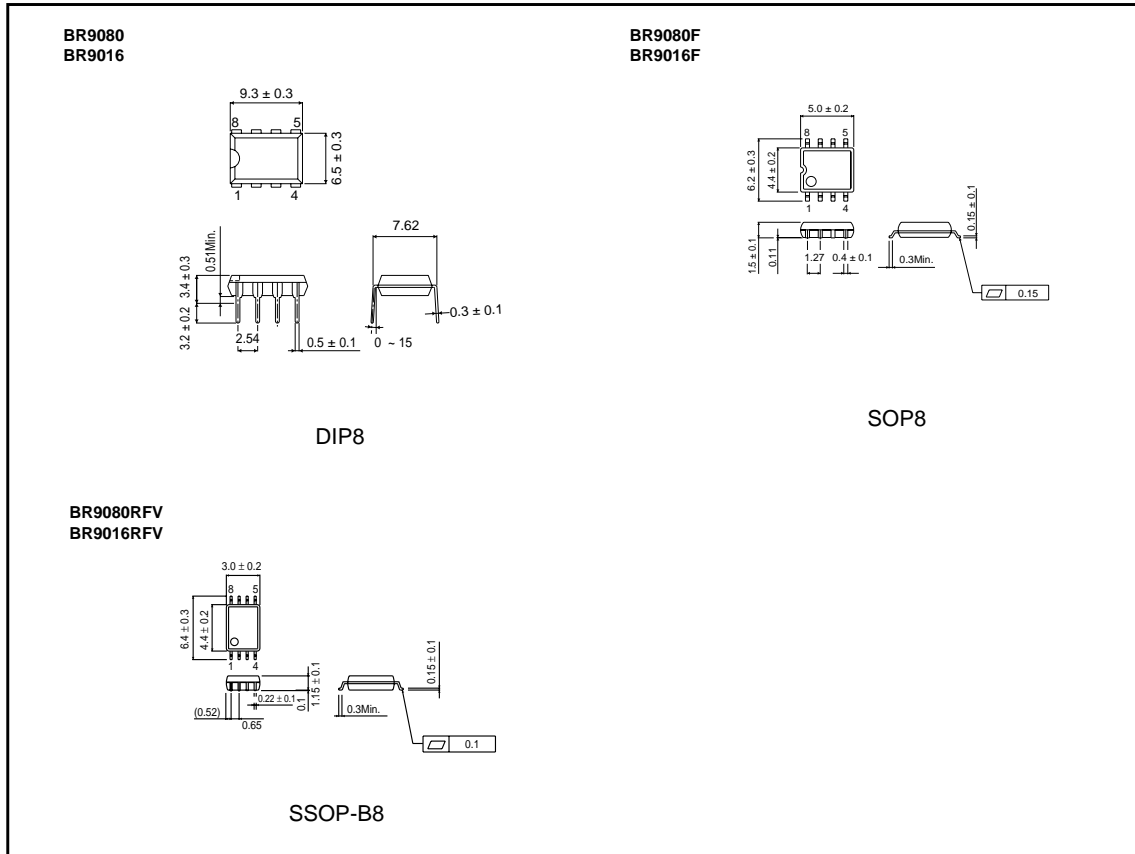 BR9080
BR9016
9.3 ± 0.3
8 5
6.5 ± 0.3
1 4
0.51Min.
3.4 ± 0.3
3.2 ± 0.2
2.54
0.5 ± 0.1
7.62
0.3 ± 0.1
0 ~ 15
DIP8
BR9080F
BR9016F
5.0 ± 0.2
8 5
6.2 ± 0.3
4.4 ± 0.2
1 4
1.5 ± 0.1
0.11
1.27
0.4 ± 0.1
0.3Min.
0.15 ± 0.1
0.15
SOP8
BR9080RFV
BR9016RFV
3.0 ± 0.2
8 5
6.4 ± 0.3
4.4 ± 0.2
1 4
(0.52)
0.65
0.22 ± 0.1
0.1
1.15 ± 0.1
0.3Min.
0.15 ± 0.1
0.1
SSOP-B8